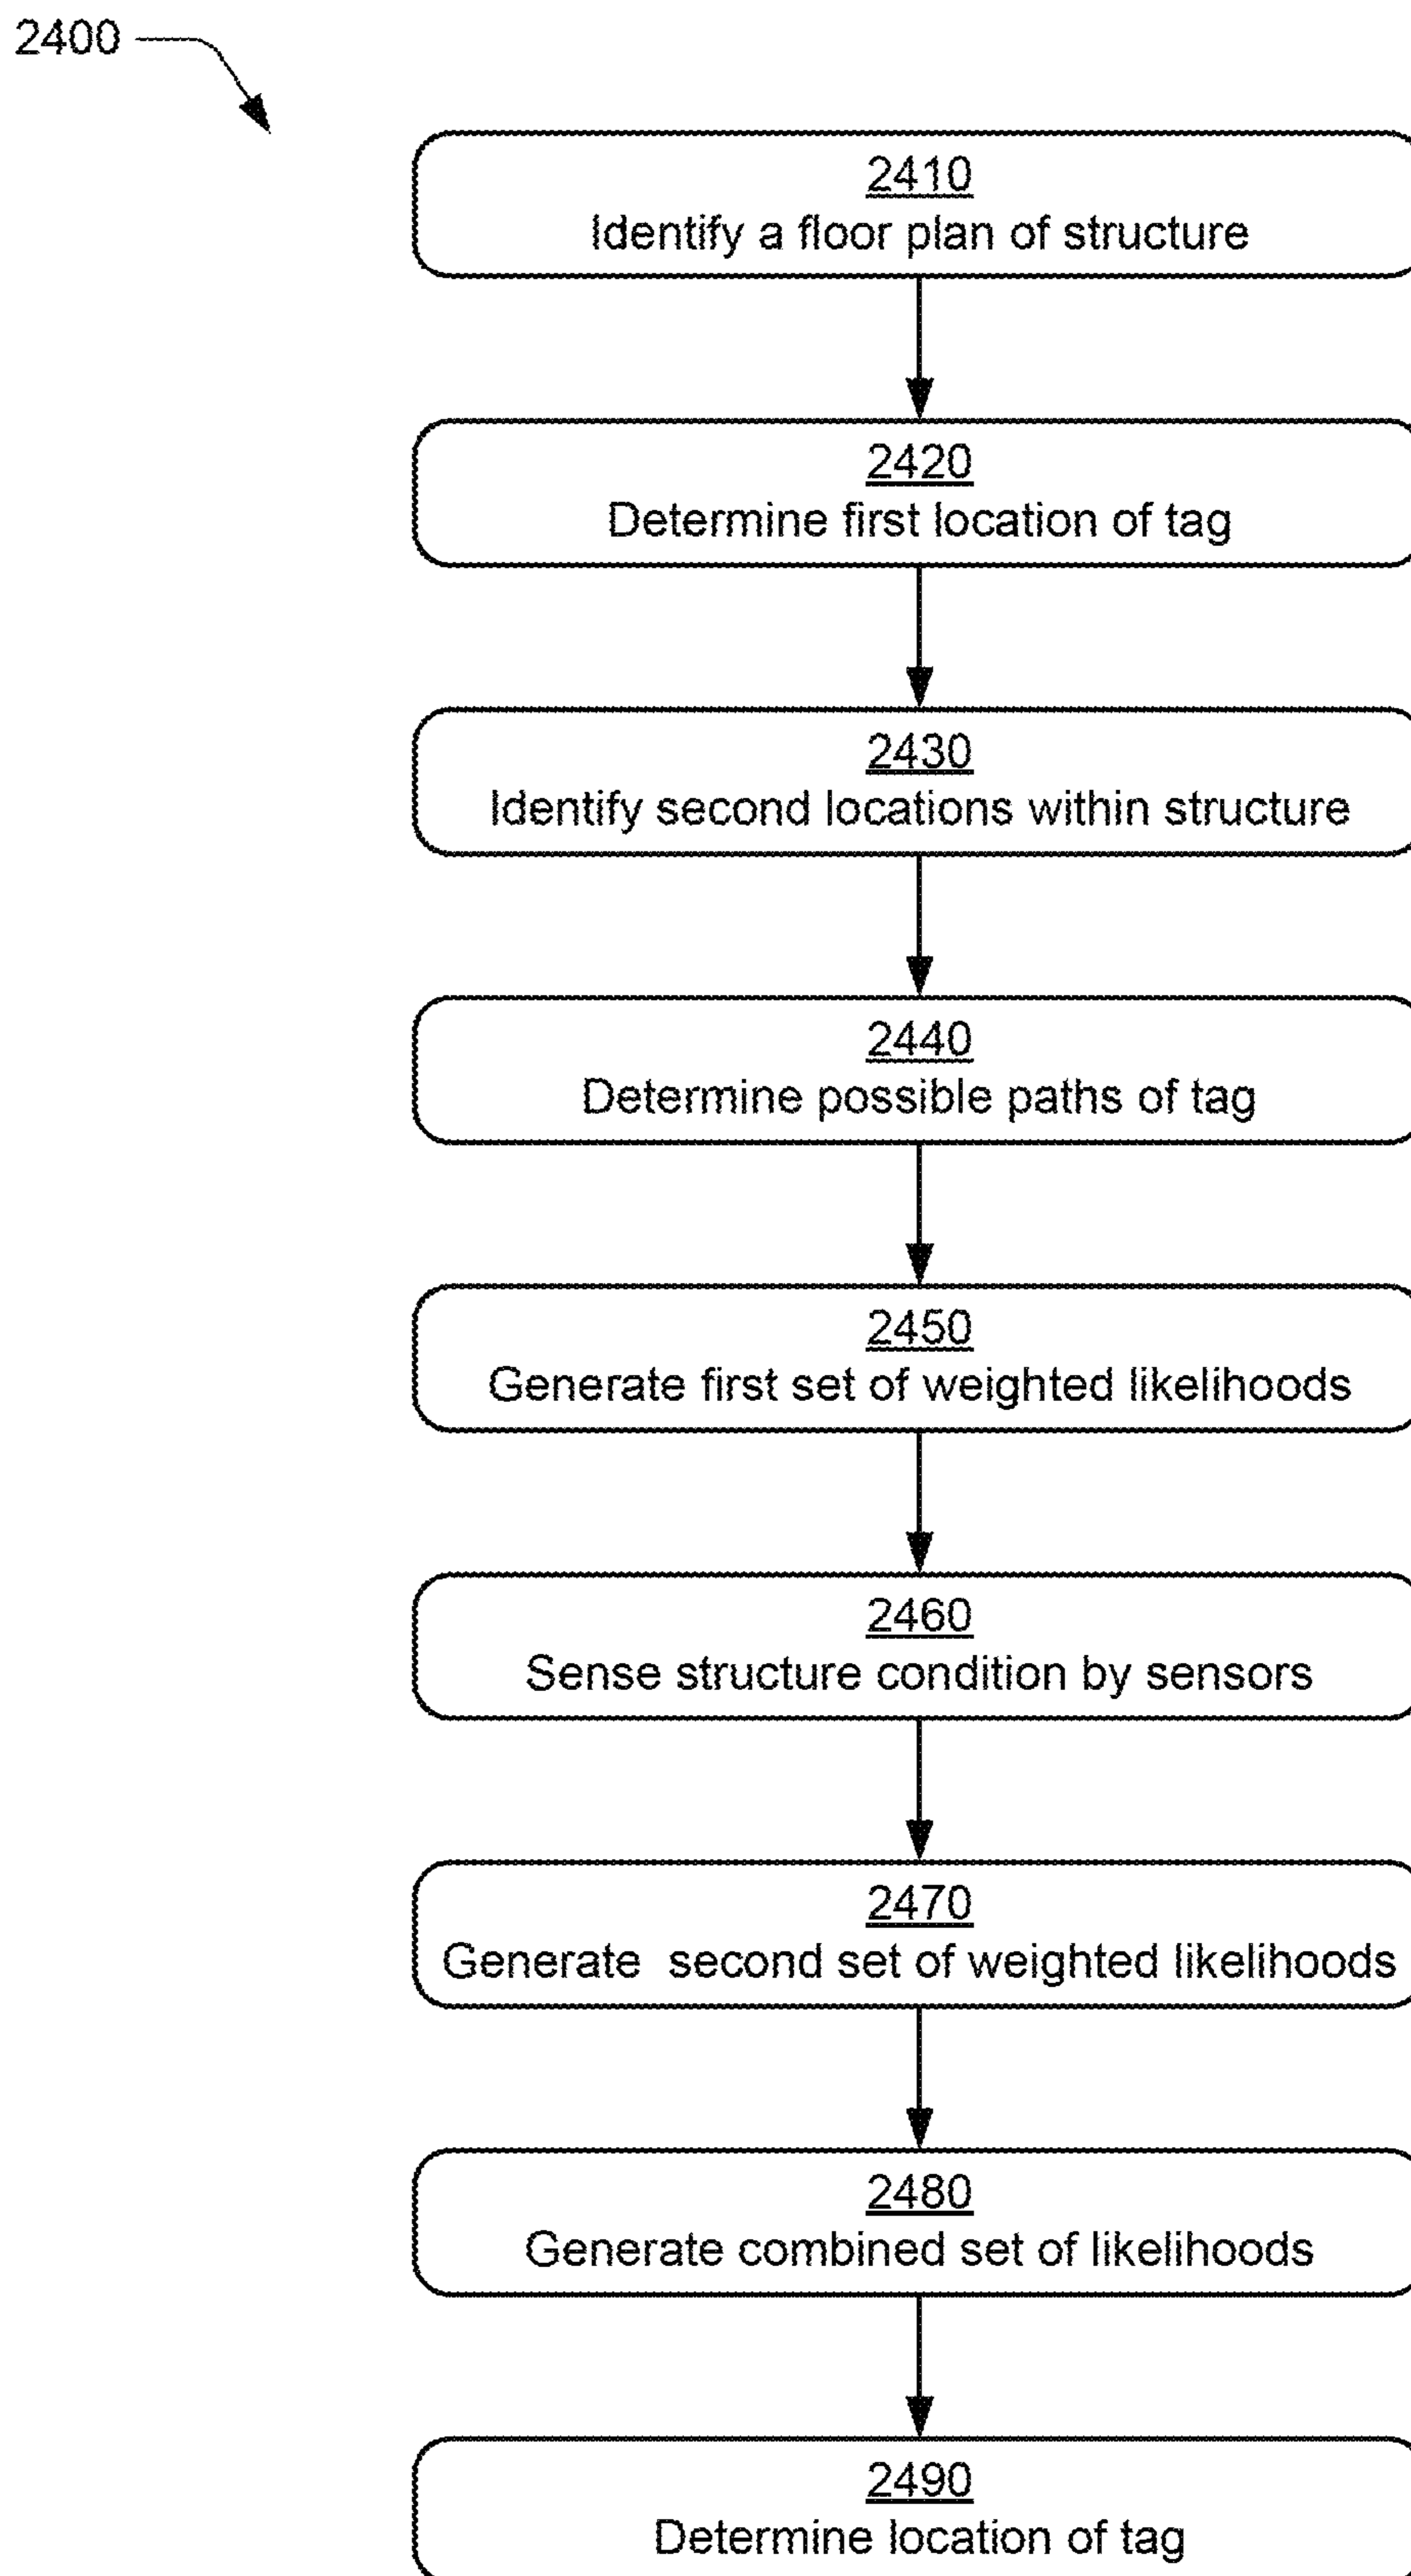 2400
2410
Identify a floor plan of structure
2420
Determine first location of tag
2430
Identify second locations within structure
2440
Determine possible paths of tag
2450
Generate first set of weighted likelihoods
2460
Sense structure condition by sensors
2470
Generate second set of weighted likelihoods
2480
Generate combined set of likelihoods
2490
Determine location of tag